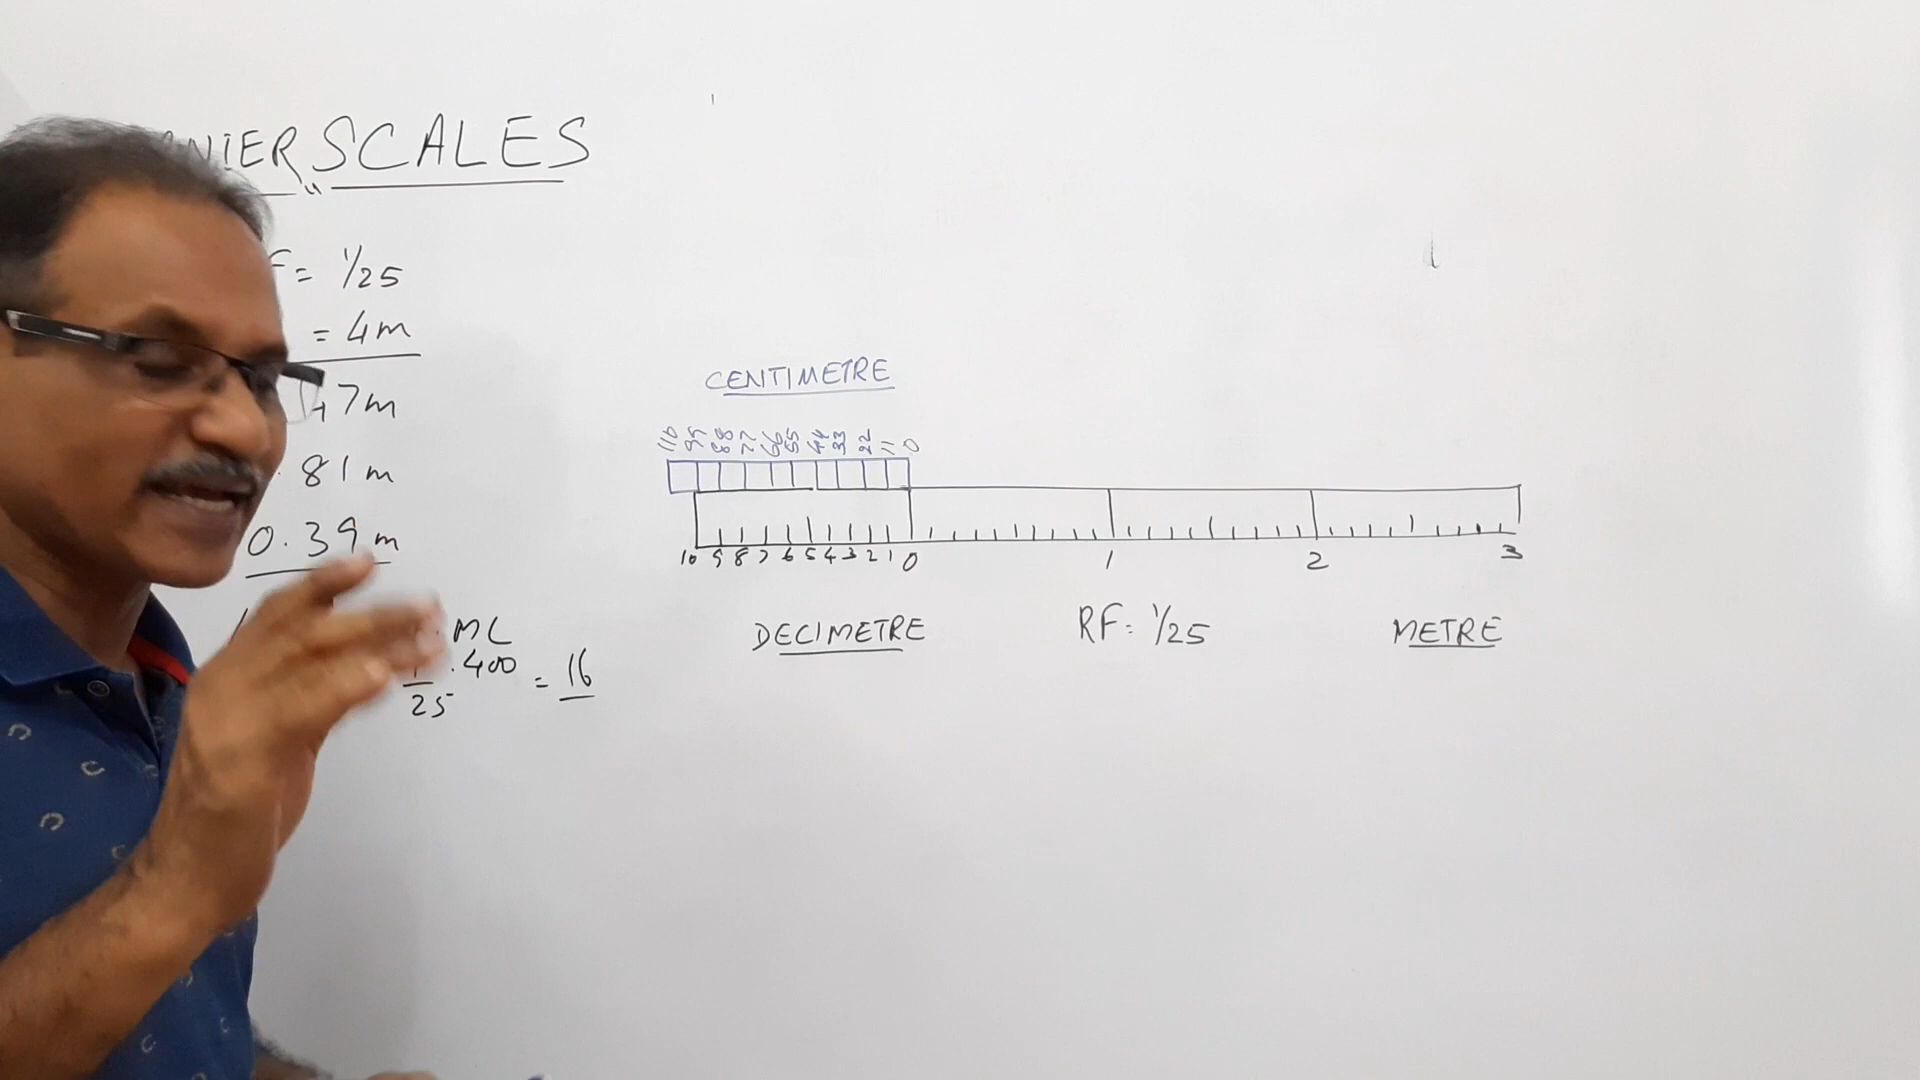 SCALES
= 1/25
= 4m
7m
81m
0.39m
ML
.400
25
= 16
CENTIMETRE
110 99 88 77 66 55 44 33 22 11 0
10 9 8 7 6 5 4 3 2 1 0 1 2 3
DECIMETRE RF: 1/25 METRE